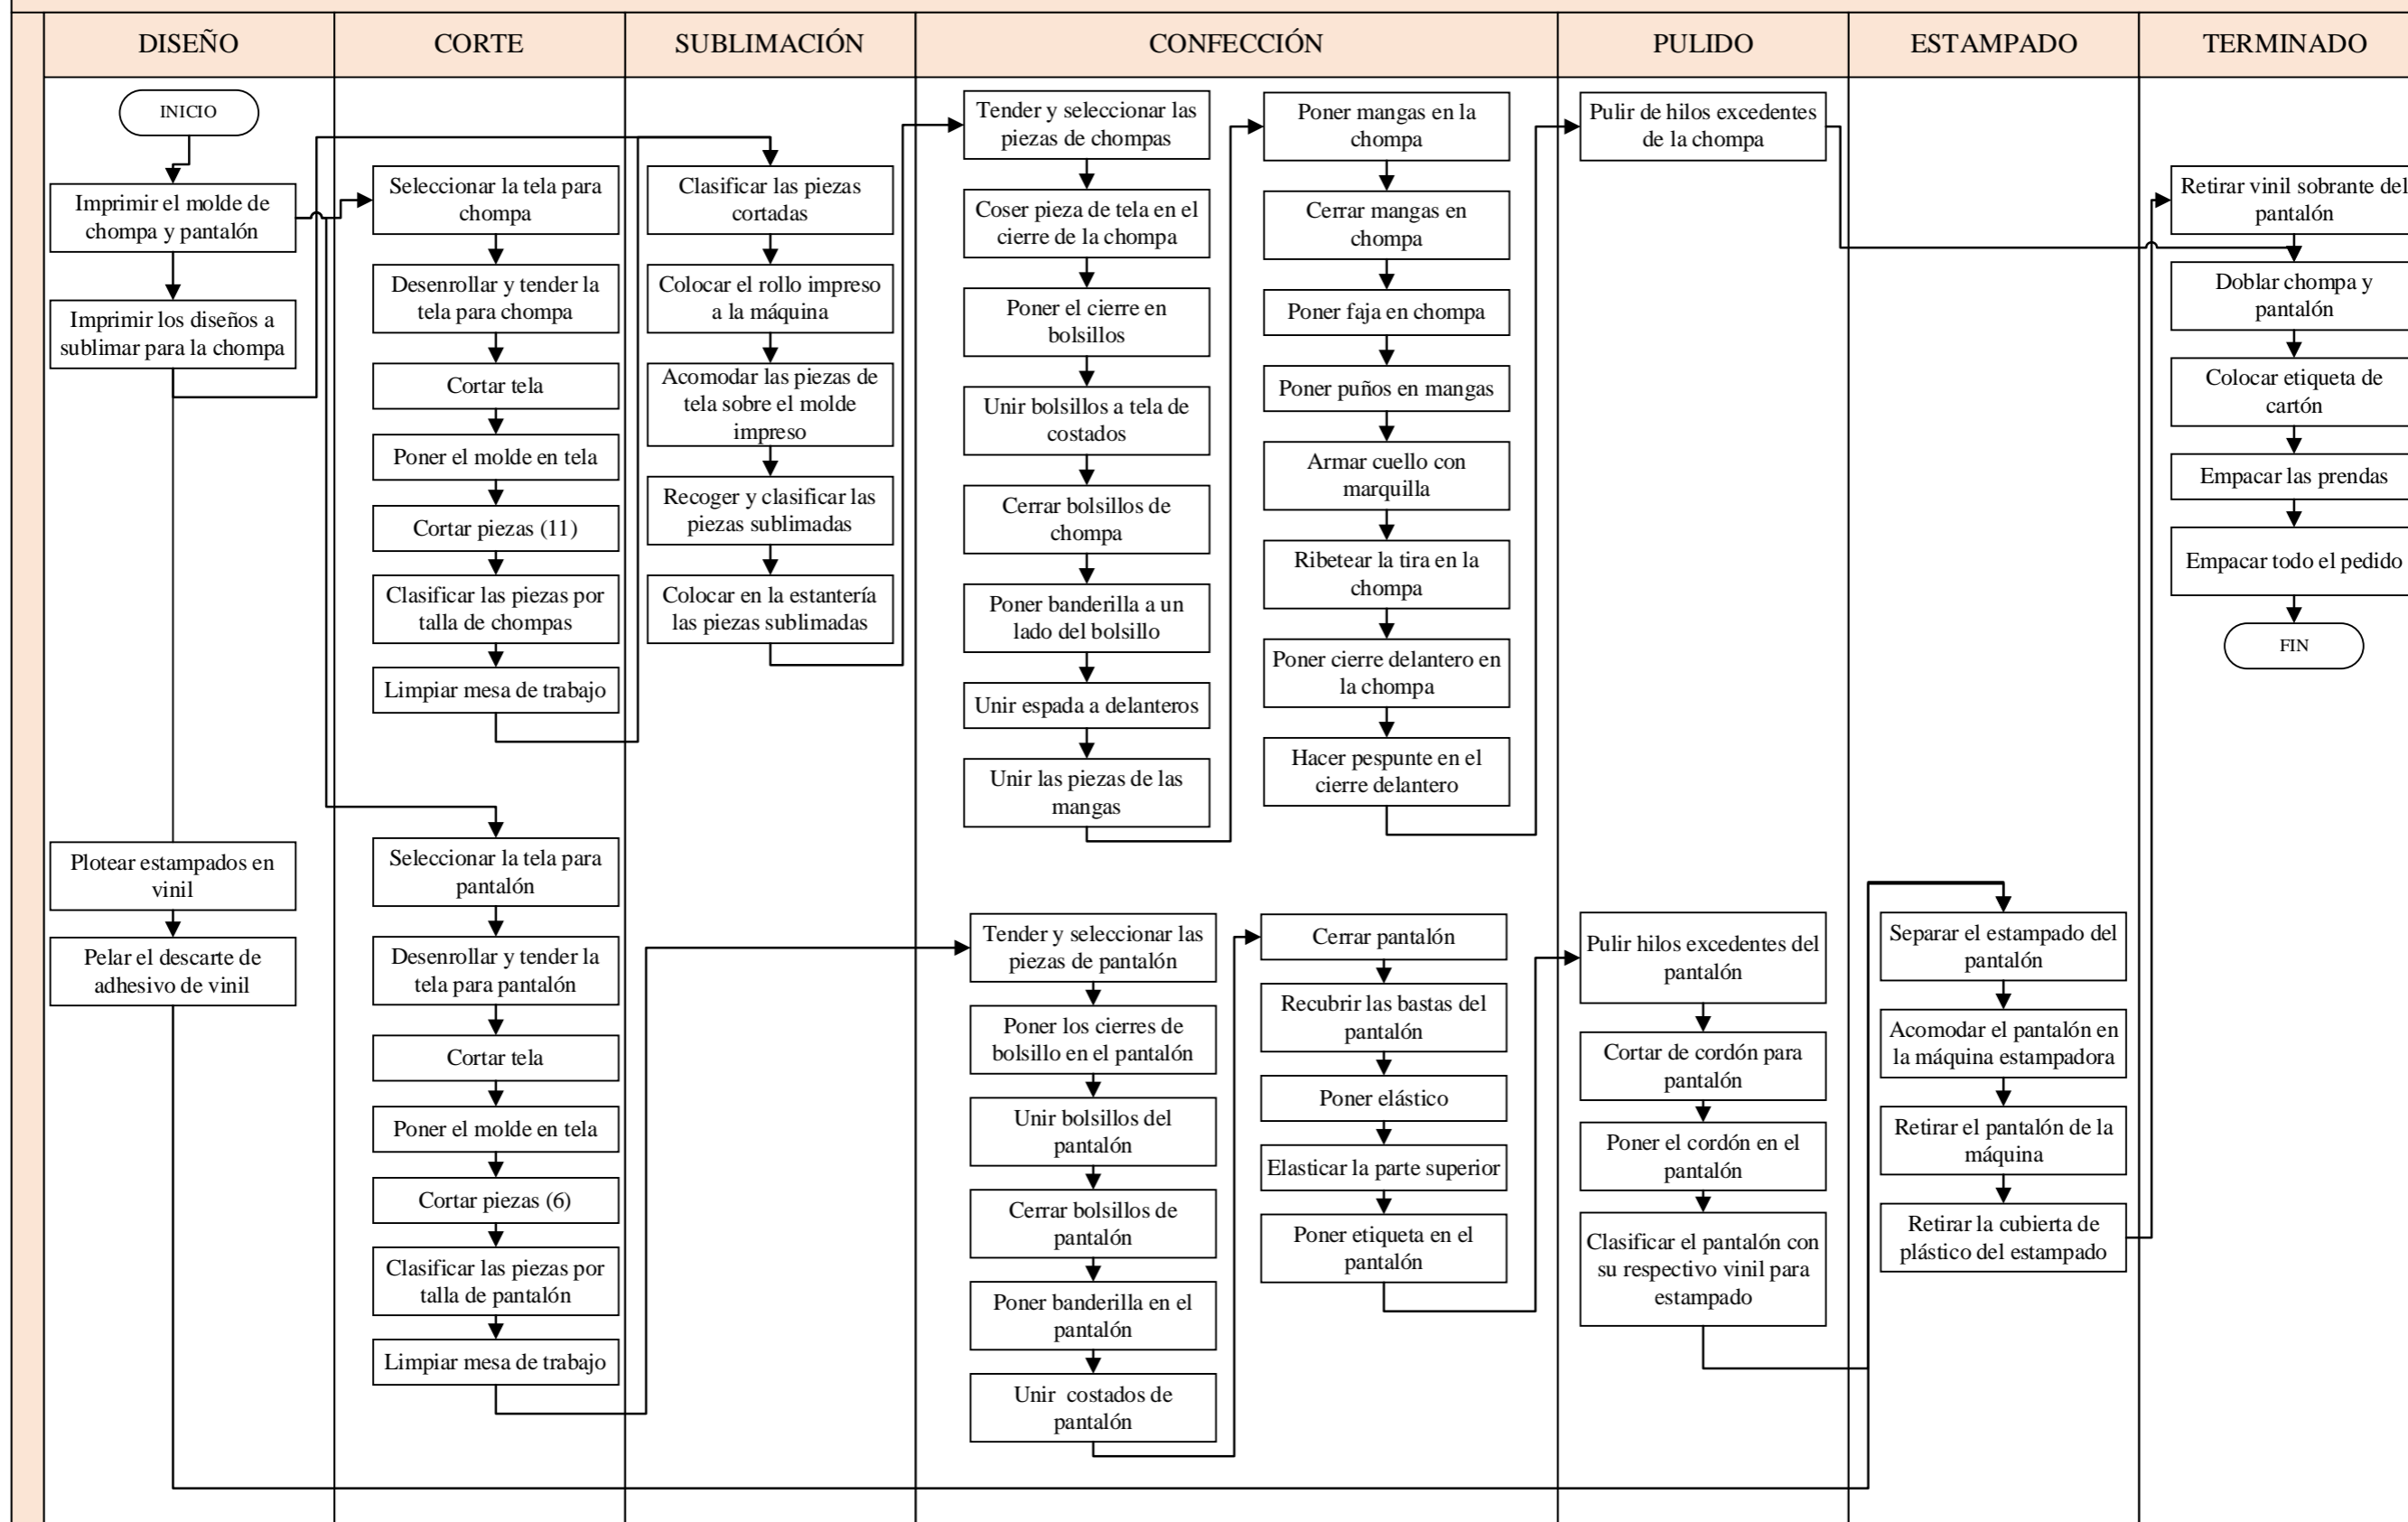 DISEÑO
CORTE
SUBLIMACIÓN
CONFECCIÓN
PULIDO
ESTAMPADO
TERMINADO
INICIO
Imprimir el molde de
chompa y pantalón
Imprimir los diseños a
sublimar para la chompa
Plotear estampados en
vinil
Pelar el descarte de
adhesivo de vinil
Seleccionar la tela para
chompa
Desenrollar y tender la
tela para chompa
Cortar tela
Poner el molde en tela
Cortar piezas (11)
Clasificar las piezas por
talla de chompas
Limpiar mesa de trabajo
Seleccionar la tela para
pantalón
Desenrollar y tender la
tela para pantalón
Cortar tela
Poner el molde en tela
Cortar piezas (6)
Clasificar las piezas por
talla de pantalón
Limpiar mesa de trabajo
Clasificar las piezas
cortadas
Colocar el rollo impreso
a la máquina
Acomodar las piezas de
tela sobre el molde
impreso
Recoger y clasificar las
piezas sublimadas
Colocar en la estantería
las piezas sublimadas
Tender y seleccionar las
piezas de chompas
Coser pieza de tela en el
cierre de la chompa
Poner el cierre en
bolsillos
Unir bolsillos a tela de
costados
Cerrar bolsillos de
chompa
Poner banderilla a un
lado del bolsillo
Unir espada a delanteros
Unir las piezas de las
mangas
Poner mangas en la
chompa
Cerrar mangas en
chompa
Poner faja en chompa
Poner puños en mangas
Armar cuello con
marquilla
Ribetear la tira en la
chompa
Poner cierre delantero en
la chompa
Hacer pespunte en el
cierre delantero
Tender y seleccionar las
piezas de pantalón
Poner los cierres de
bolsillo en el pantalón
Unir bolsillos del
pantalón
Cerrar bolsillos de
pantalón
Poner banderilla en el
pantalón
Unir costados de
pantalón
Cerrar pantalón
Recubrir las bastas del
pantalón
Poner elástico
Elasticar la parte superior
Poner etiqueta en el
pantalón
Pulir de hilos excedentes
de la chompa
Pulir hilos excedentes del
pantalón
Cortar de cordón para
pantalón
Poner el cordón en el
pantalón
Clasificar el pantalón con
su respectivo vinil para
estampado
Separar el estampado del
pantalón
Acomodar el pantalón en
la máquina estampadora
Retirar el pantalón de la
máquina
Retirar la cubierta de
plástico del estampado
Retirar vinil sobrante del
pantalón
Doblar chompa y
pantalón
Colocar etiqueta de
cartón
Empacar las prendas
Empacar todo el pedido
FIN